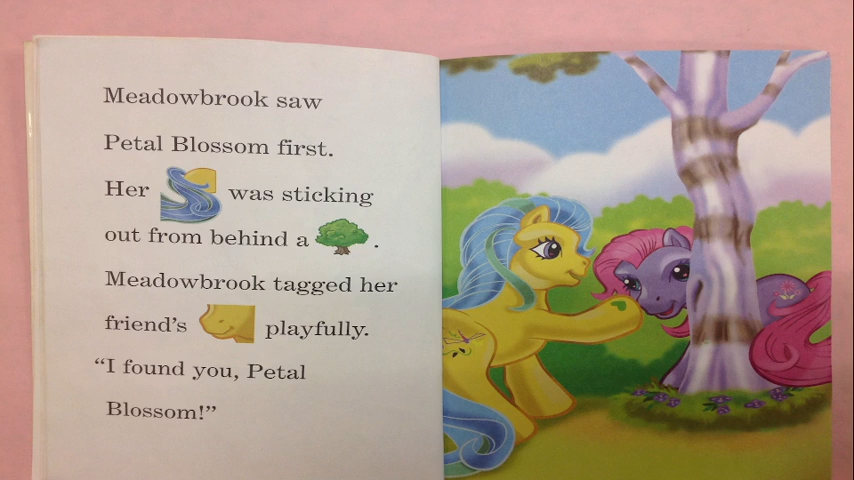 Meadowbrook saw
Petal Blossom first.
Her was sticking
out from behind a .
Meadowbrook tagged her
friend's playfully.
“I found you, Petal
Blossom!”